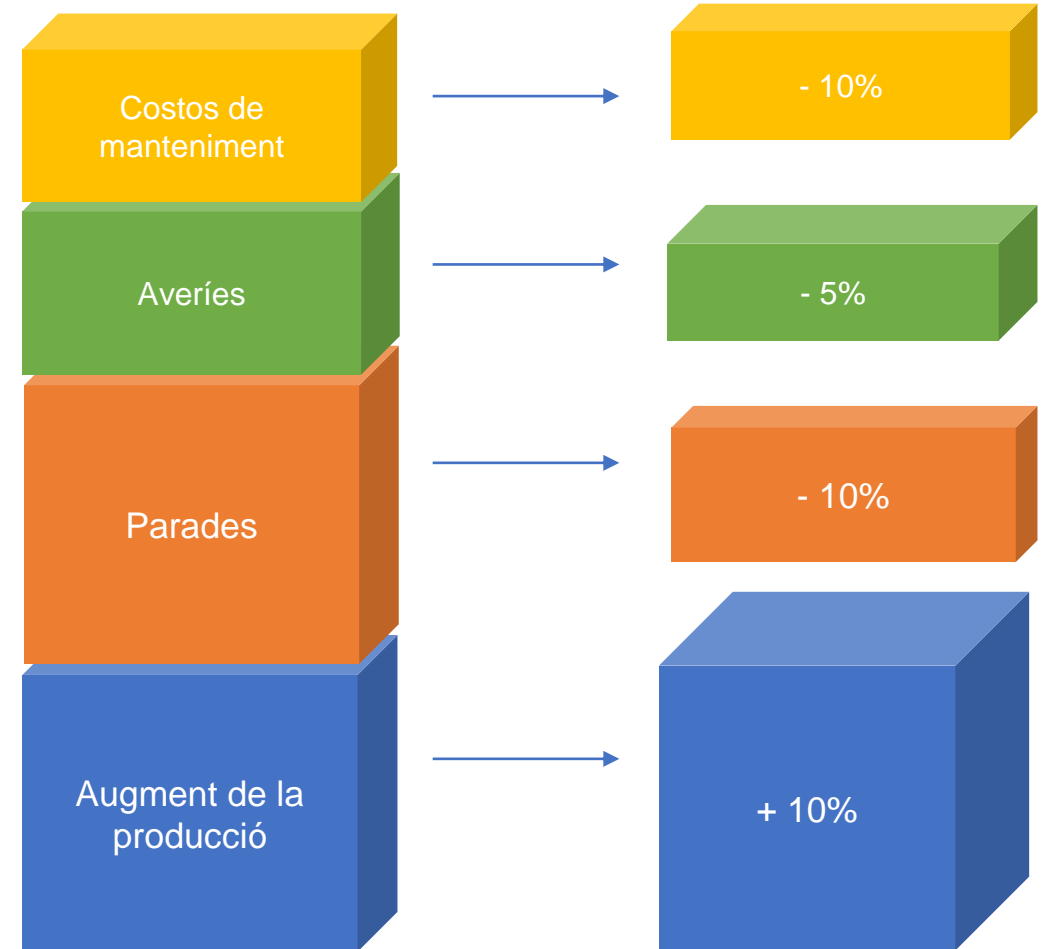 Costos de
manteniment
- 10%
Averíes
- 5%
Parades
- 10%
Augment de la
producció
+ 10%